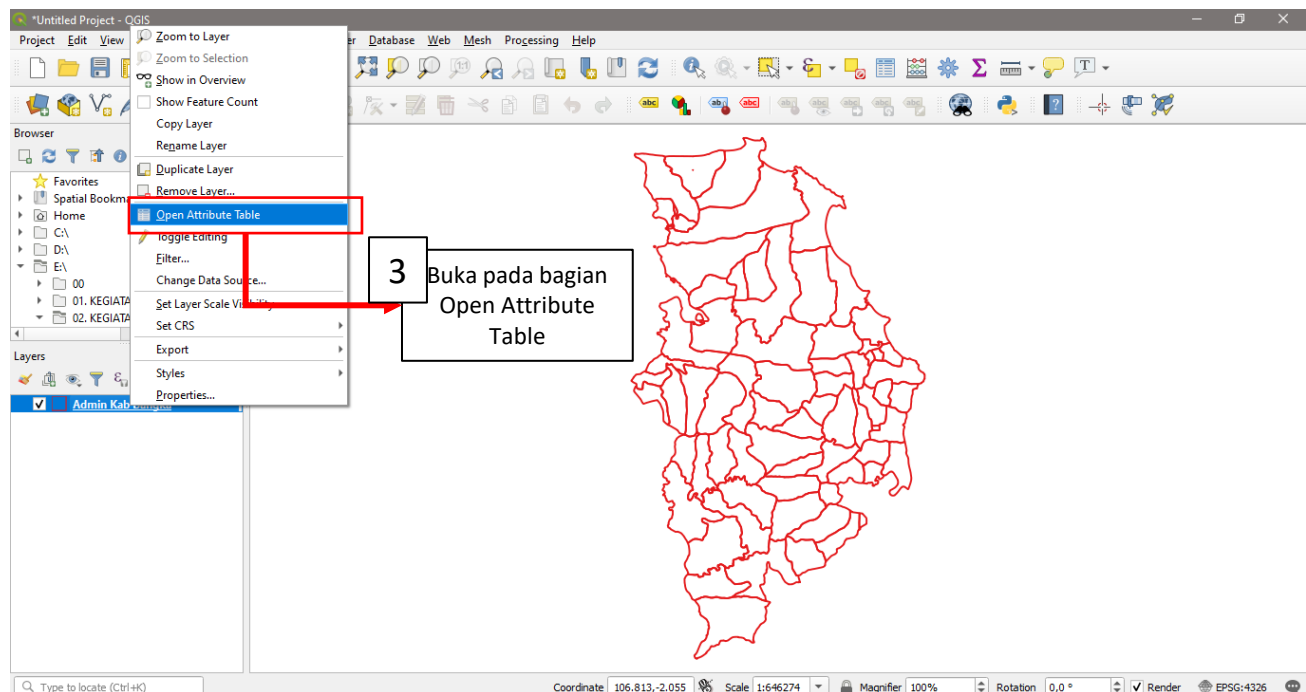 *Untitled Project - QGIS
Project Edit View
Database Web Mesh Processing Help
Zoom to Layer
Zoom to Selection
Show in Overview
Show Feature Count
Copy Layer
Rename Layer
Duplicate Layer
Remove Layer...
Open Attribute Table
Toggle Editing
Filter...
Change Data Source...
Set Layer Scale Visibility
Set CRS
Export
Styles
Properties...
Browser
Favorites
Spatial Bookma
Home
C:\
D:\
E:\
00
01. KEGIATA
02. KEGIATA
Layers
Admin Kab
3
Buka pada bagian
Open Attribute
Table
Type to locate (Ctrl+K)
Coordinate 106.813,-2.055 Scale 1:646274 Magnifier 100% Rotation 0,0 ° Render EPSG:4326